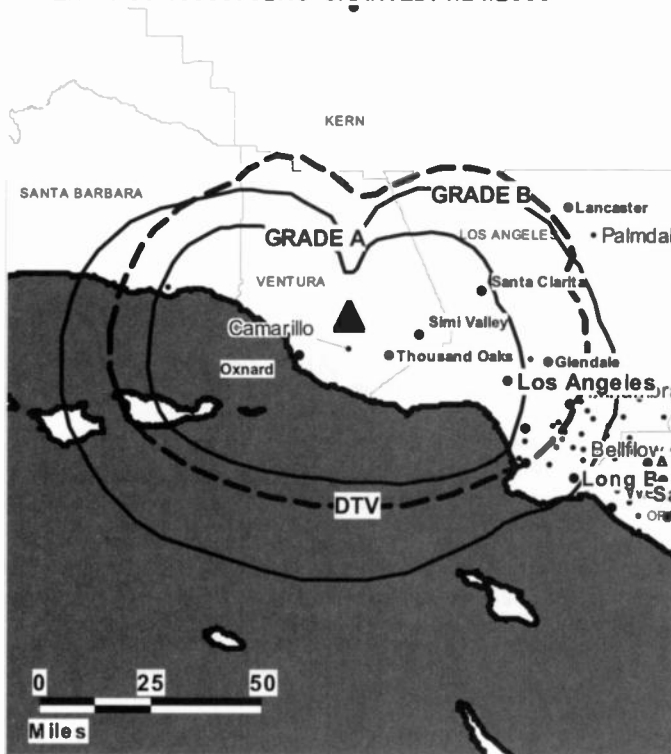 KERN
SANTA BARBARA
GRADE B
Lancaster
GRADE A
LOS ANGELES
Palmdal
VENTURA
Santa Clarita
Camarillo
Simi Valley
Oxnard
Thousand Oaks
Glendale
Los Angeles
Bellflow
Long B
DTV
0 25 50
Miles